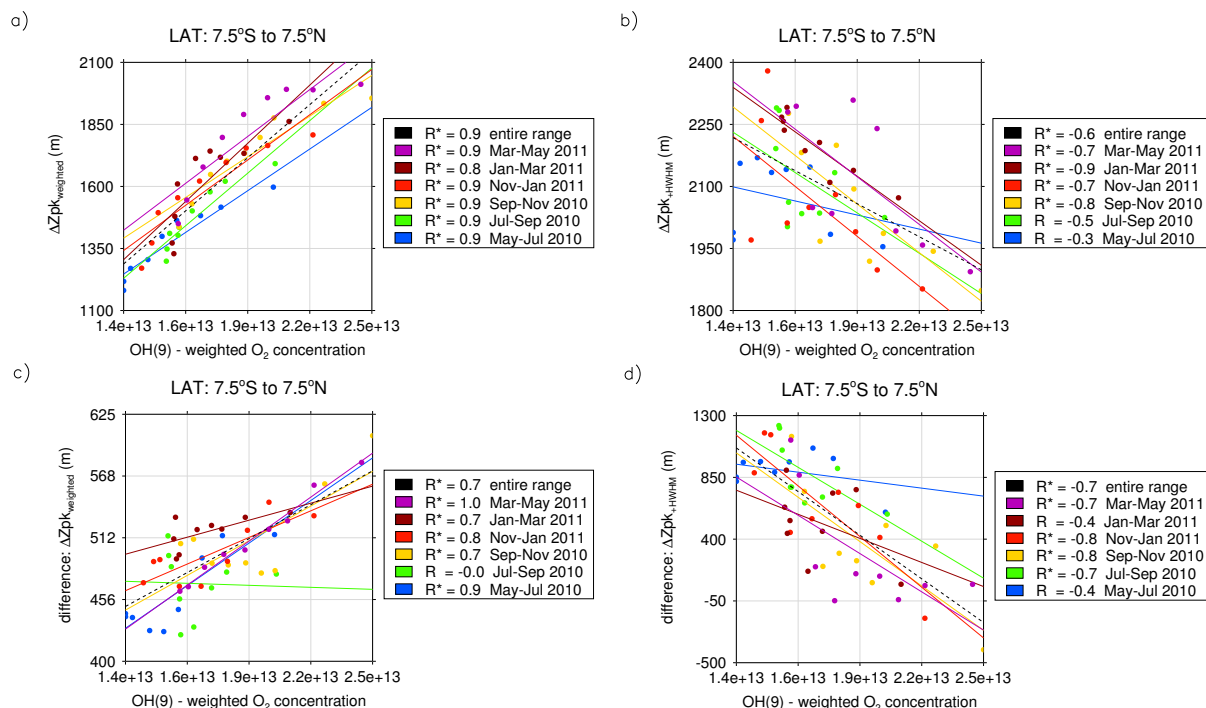 a)
LAT: 7.5°S to 7.5°N
2100
1850
1600
1350
1100
ΔZpk_weighted (m)
1.4e+13 1.6e+13 1.9e+13 2.2e+13 2.5e+13
OH(9) - weighted O₂ concentration
R* = 0.9 entire range
R* = 0.9 Mar-May 2011
R* = 0.8 Jan-Mar 2011
R* = 0.9 Nov-Jan 2011
R* = 0.9 Sep-Nov 2010
R* = 0.9 Jul-Sep 2010
R* = 0.9 May-Jul 2010
b)
LAT: 7.5°S to 7.5°N
2400
2250
2100
1950
1800
ΔZpk_+HWHM (m)
1.4e+13 1.6e+13 1.9e+13 2.2e+13 2.5e+13
OH(9) - weighted O₂ concentration
R* = -0.6 entire range
R* = -0.7 Mar-May 2011
R* = -0.9 Jan-Mar 2011
R* = -0.7 Nov-Jan 2011
R* = -0.8 Sep-Nov 2010
R = -0.5 Jul-Sep 2010
R = -0.3 May-Jul 2010
c)
LAT: 7.5°S to 7.5°N
625
568
512
456
400
difference: ΔZpk_weighted (m)
1.4e+13 1.6e+13 1.9e+13 2.2e+13 2.5e+13
OH(9) - weighted O₂ concentration
R* = 0.7 entire range
R* = 1.0 Mar-May 2011
R* = 0.7 Jan-Mar 2011
R* = 0.8 Nov-Jan 2011
R* = 0.7 Sep-Nov 2010
R = -0.0 Jul-Sep 2010
R* = 0.9 May-Jul 2010
d)
LAT: 7.5°S to 7.5°N
1300
850
400
-50
-500
difference: ΔZpk_+HWHM (m)
1.4e+13 1.6e+13 1.9e+13 2.2e+13 2.5e+13
OH(9) - weighted O₂ concentration
R* = -0.7 entire range
R* = -0.7 Mar-May 2011
R = -0.4 Jan-Mar 2011
R* = -0.8 Nov-Jan 2011
R* = -0.8 Sep-Nov 2010
R* = -0.7 Jul-Sep 2010
R = -0.4 May-Jul 2010